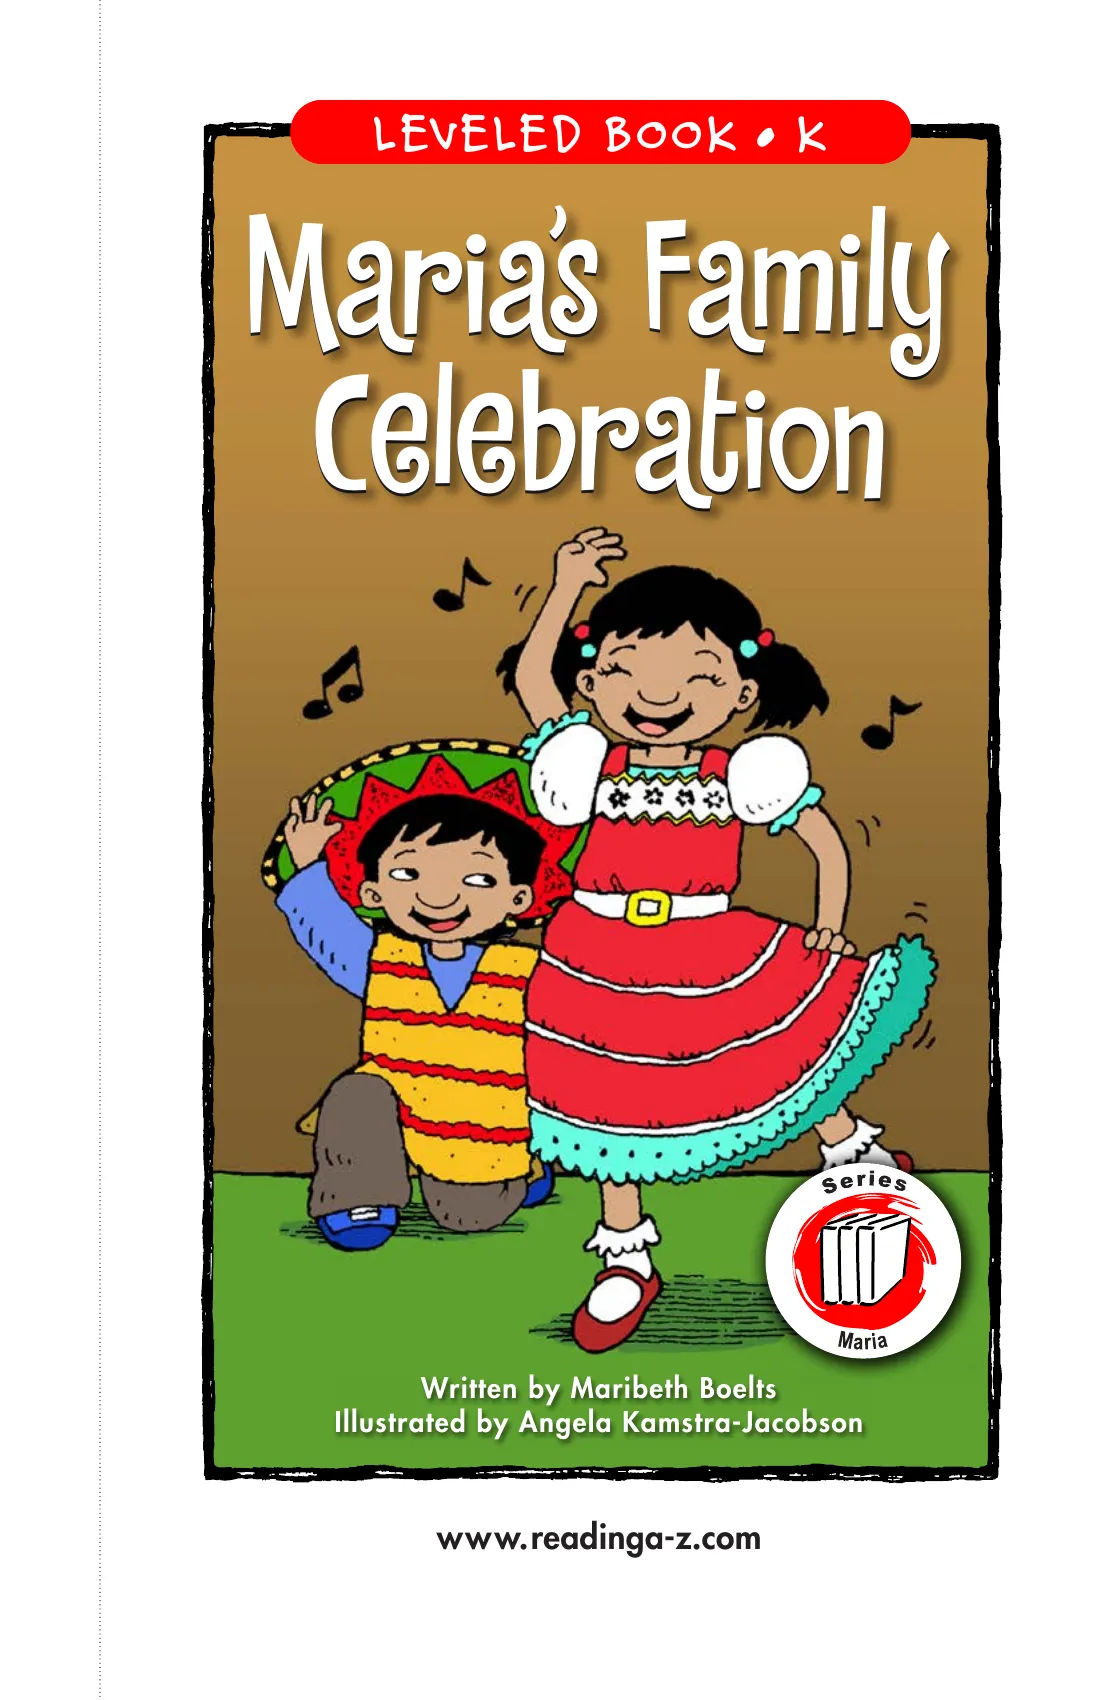 LEVELED BOOK • K
Maria's Family
Celebration
Series
Maria
Written by Maribeth Boelts
Illustrated by Angela Kamstra-Jacobson
www.readinga-z.com